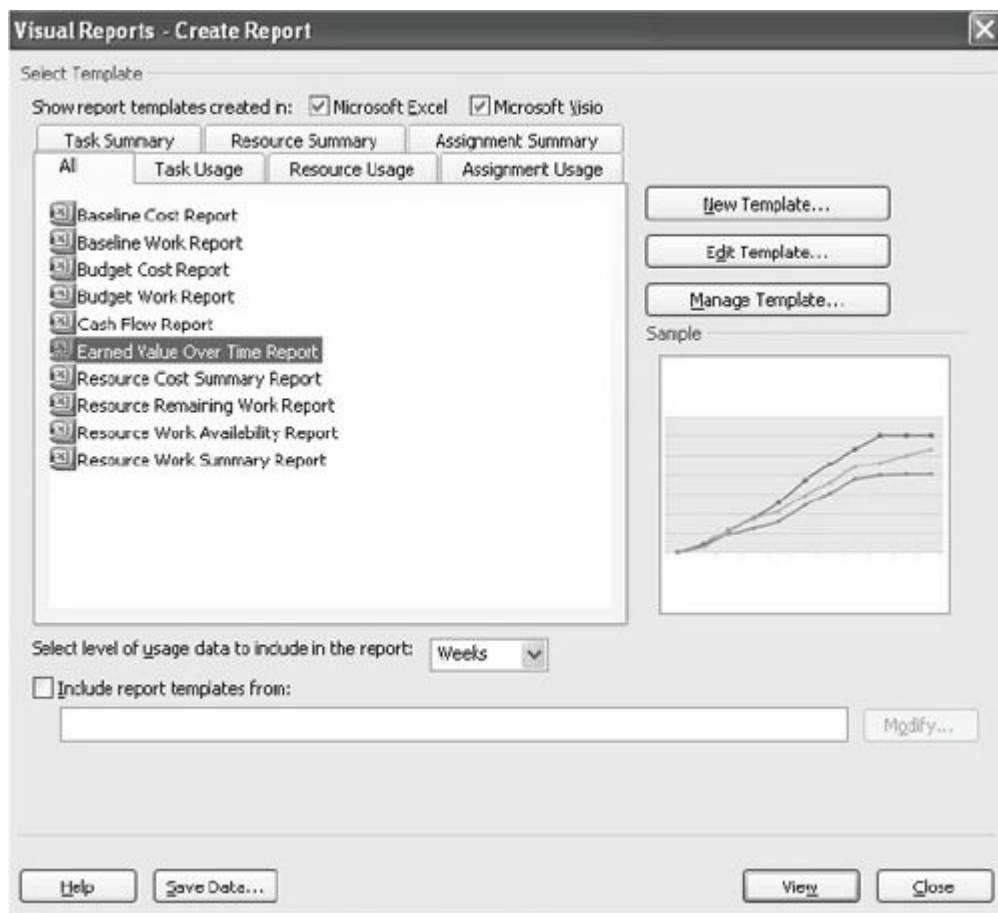 Visual Reports - Create Report
Select Template
Show report templates created in: Microsoft Excel Microsoft Visio
Task Summary Resource Summary Assignment Summary
All Task Usage Resource Usage Assignment Usage
Baseline Cost Report
Baseline Work Report
Budget Cost Report
Budget Work Report
Cash Flow Report
Earned Value Over Time Report
Resource Cost Summary Report
Resource Remaining Work Report
Resource Work Availability Report
Resource Work Summary Report
New Template...
Edit Template...
Manage Template...
Sample
Select level of usage data to include in the report: Weeks
Include report templates from:
Modify...
Help Save Data... View Close